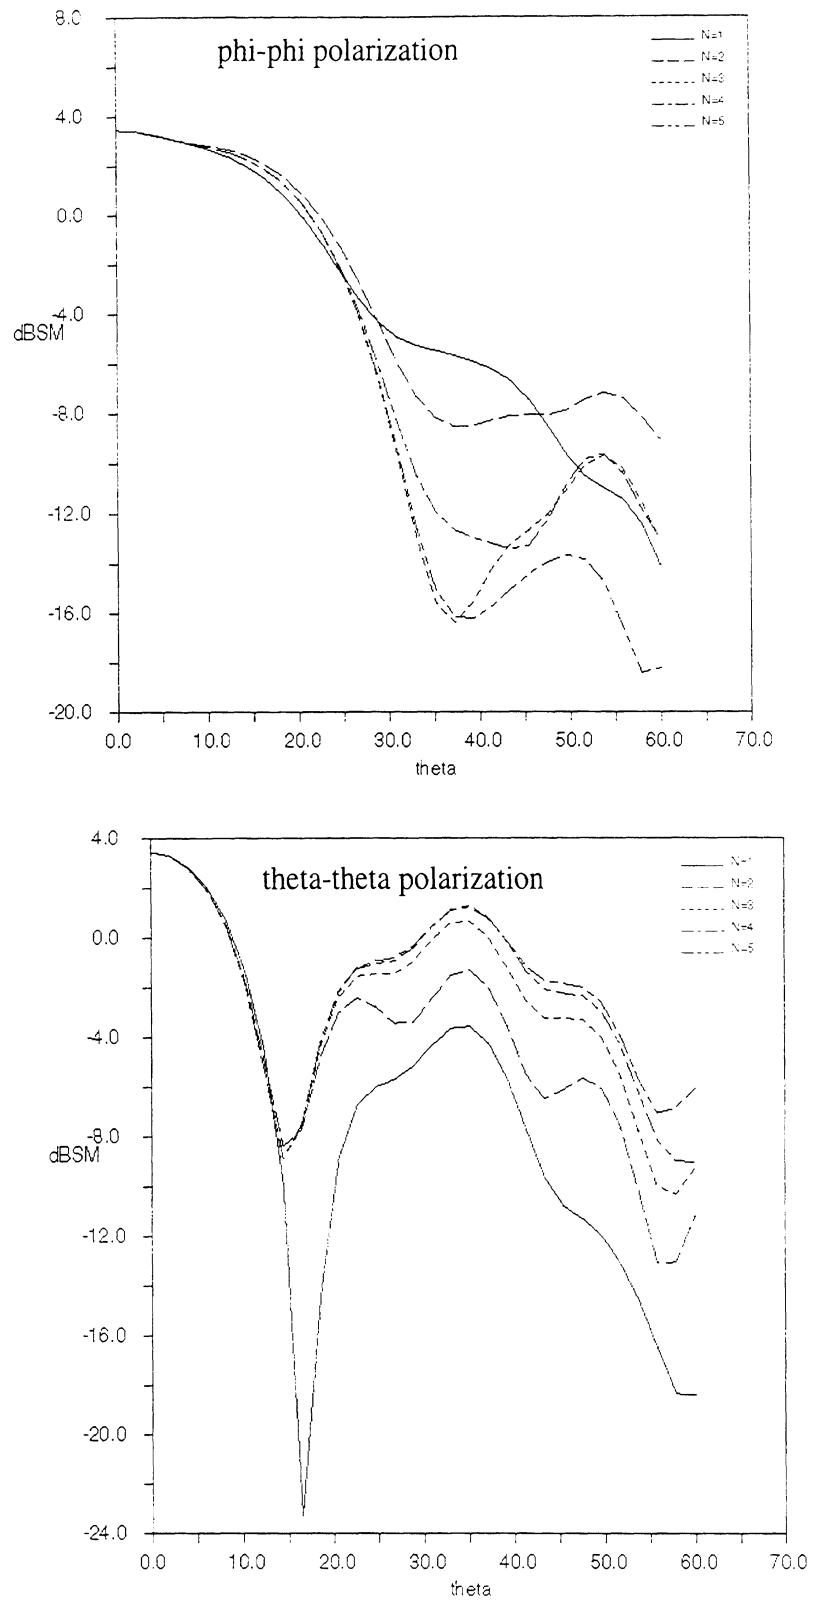 8.0
phi-phi polarization
N=1
N=2
N=3
N=4
N=5
4.0
0.0
-4.0
dBSM
-8.0
-12.0
-16.0
-20.0
0.0 10.0 20.0 30.0 40.0 50.0 60.0 70.0
theta
4.0
theta-theta polarization
N=1
N=2
N=3
N=4
N=5
0.0
-4.0
-8.0
dBSM
-12.0
-16.0
-20.0
-24.0
0.0 10.0 20.0 30.0 40.0 50.0 60.0 70.0
theta